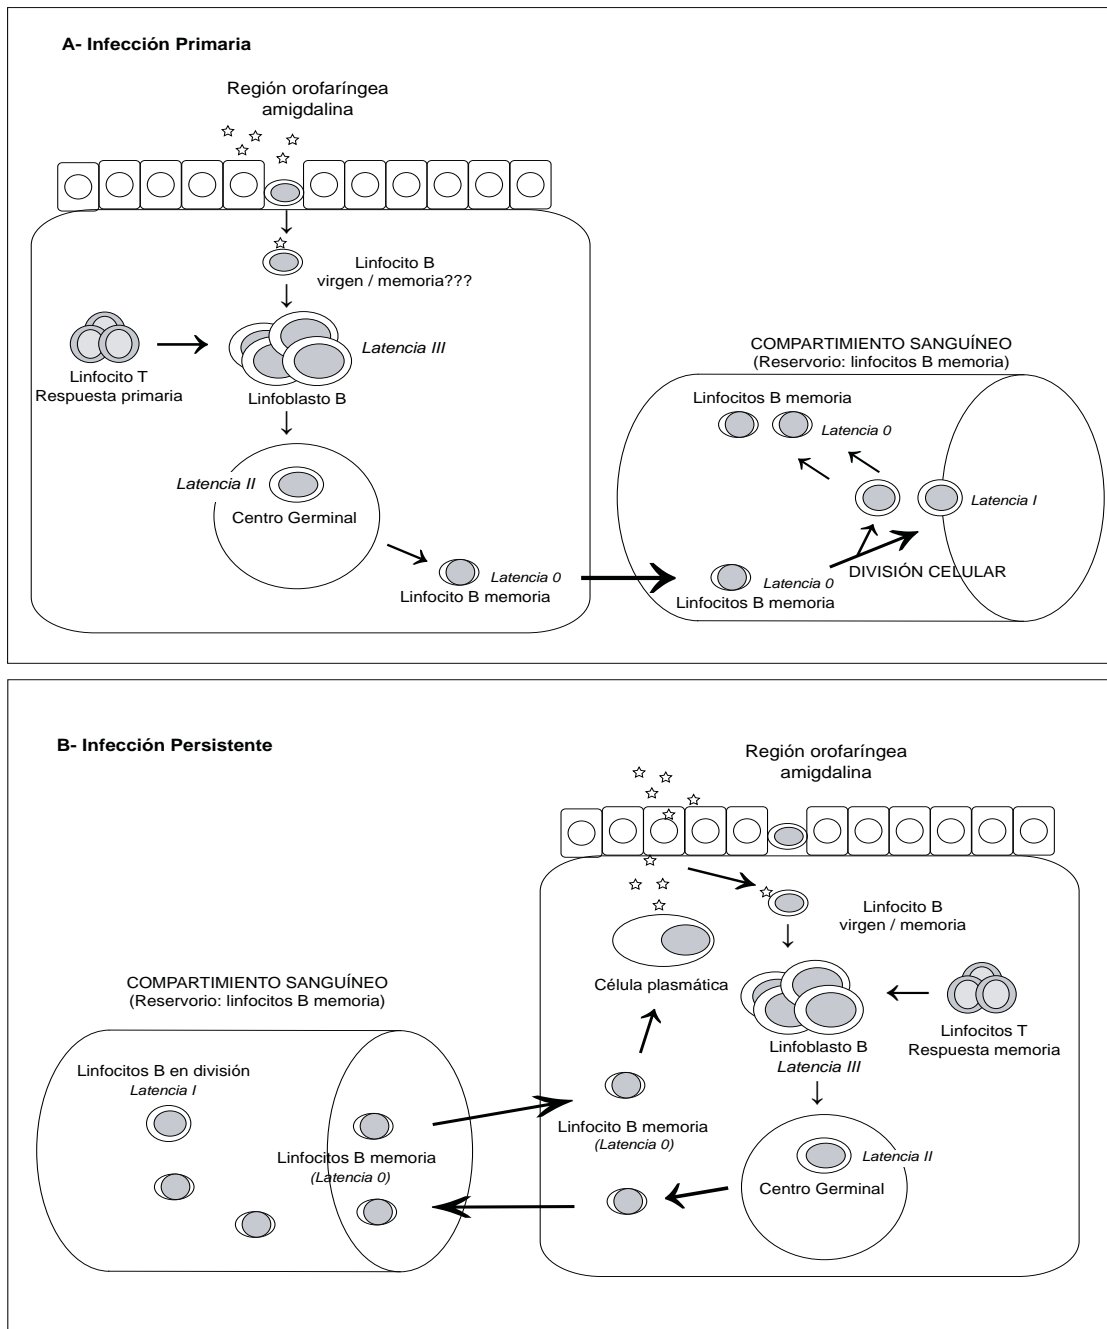 A- Infección Primaria
Región orofaríngea
amigdalina
Linfocito B
virgen / memoria???
Latencia III
Linfocito T
Respuesta primaria
Linfoblasto B
Latencia II
Centro Germinal
Latencia 0
Linfocito B memoria
COMPARTIMIENTO SANGUÍNEO
(Reservorio: linfocitos B memoria)
Linfocitos B memoria
Latencia 0
Latencia I
Latencia 0
DIVISIÓN CELULAR
Linfocitos B memoria
B- Infección Persistente
Región orofaríngea
amigdalina
Linfocito B
virgen / memoria
Célula plasmática
Linfocitos T
Respuesta memoria
Linfoblasto B
Latencia III
COMPARTIMIENTO SANGUÍNEO
(Reservorio: linfocitos B memoria)
Linfocitos B en división
Latencia I
Linfocitos B memoria
(Latencia 0)
Linfocito B memoria
(Latencia 0)
Latencia II
Centro Germinal